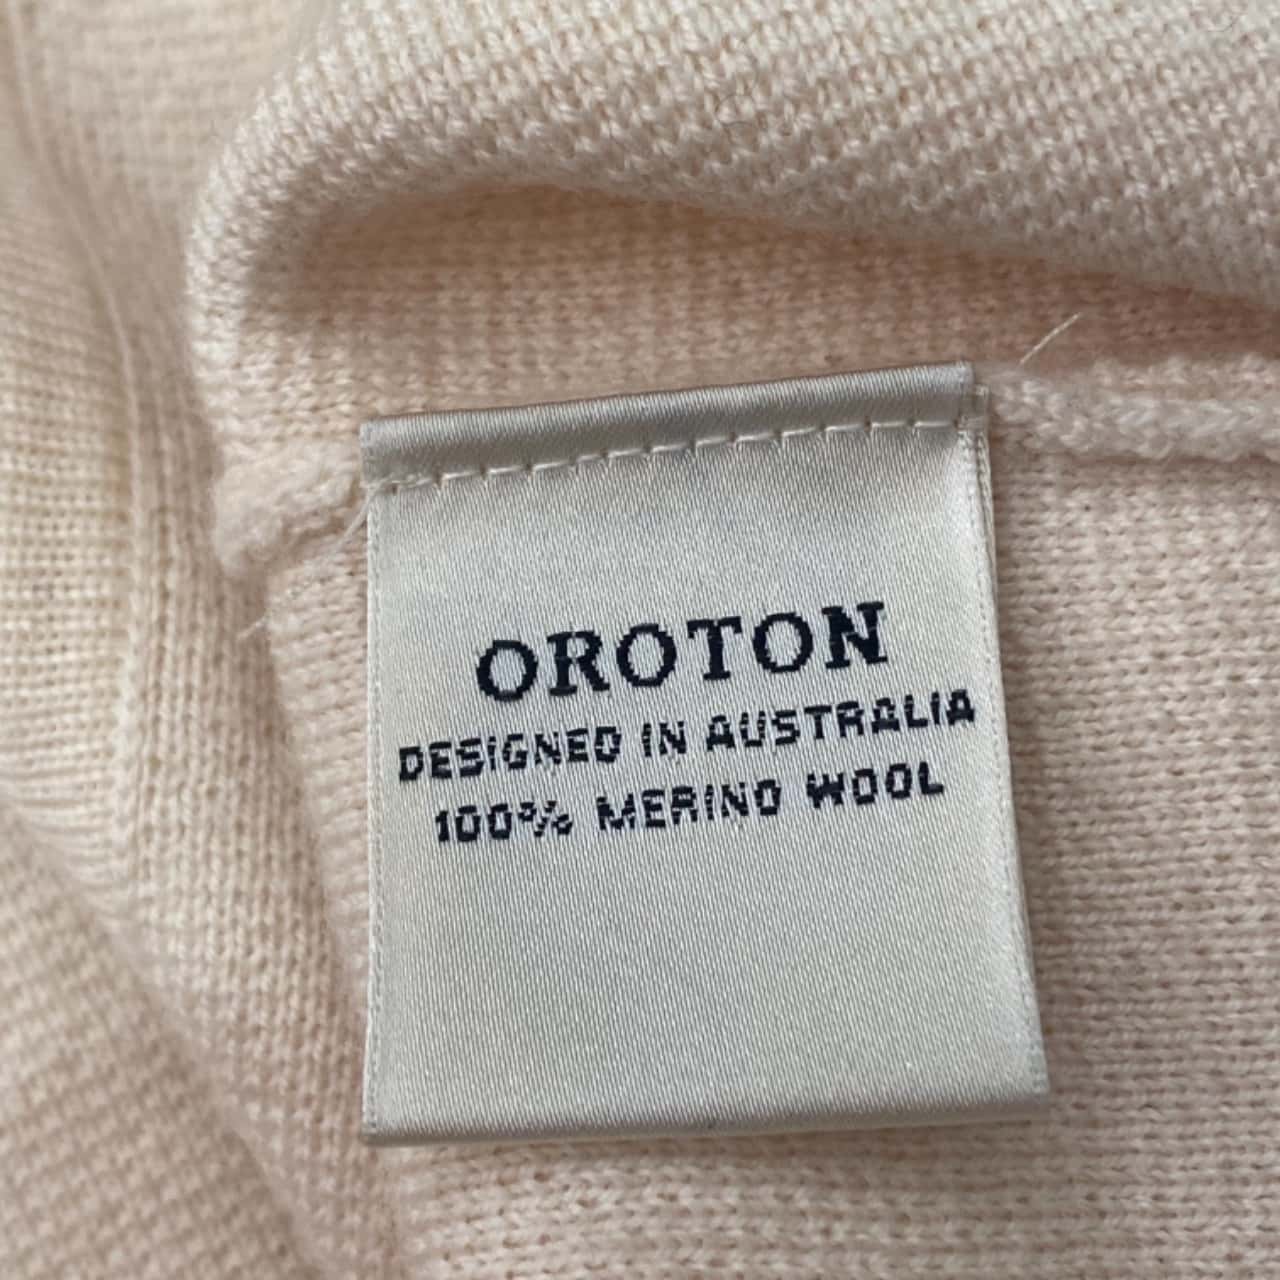 OROTON
DESIGNED IN AUSTRALIA
100% MERINO WOOL